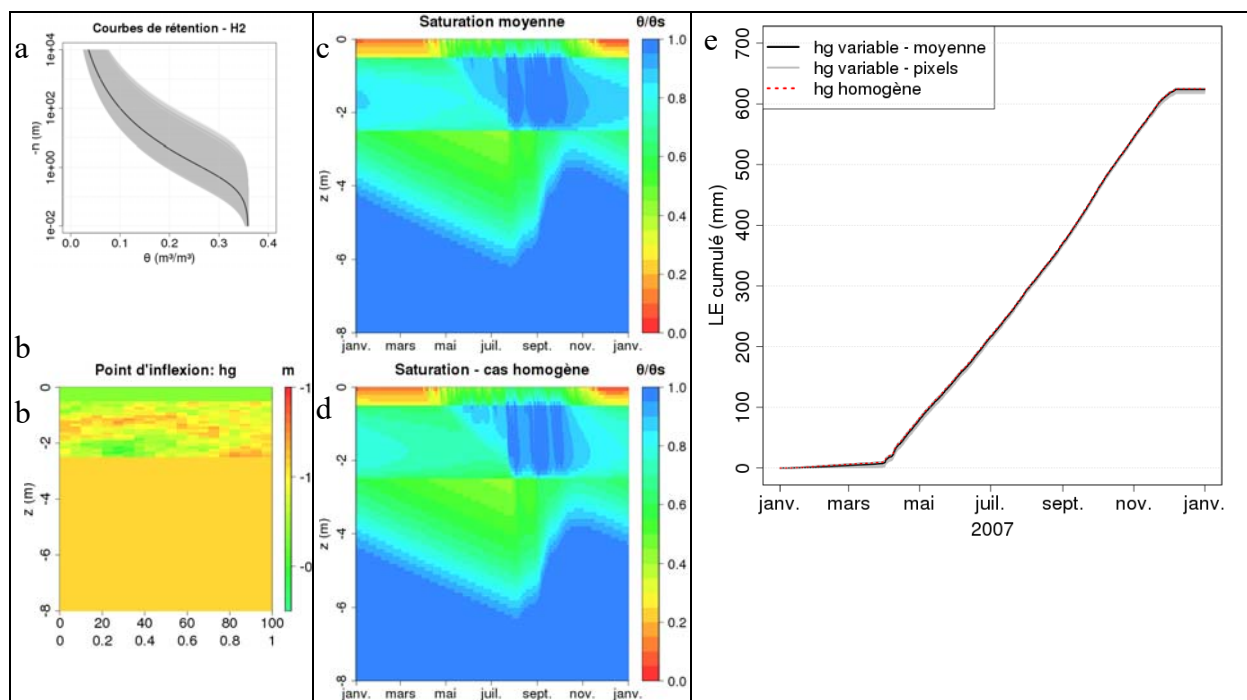 a
Courbes de rétention - H2
-h (m)
1e+04
1e+02
1e+00
1e-02
0.0 0.1 0.2 0.3 0.4
θ (m³/m³)
b
Point d'inflexion: hg
m
b
z (m)
0
-2
-4
-6
-8
-1
-1
-0
0 20 40 60 80 100
0 0.2 0.4 0.6 0.8 1
c
Saturation moyenne
θ/θs
z (m)
0
-2
-4
-6
-8
1.0
0.8
0.6
0.4
0.2
0.0
janv. mars mai juil. sept. nov. janv.
d
Saturation - cas homogène
θ/θs
z (m)
0
-2
-4
-6
-8
1.0
0.8
0.6
0.4
0.2
0.0
janv. mars mai juil. sept. nov. janv.
e
hg variable - moyenne
hg variable - pixels
hg homogène
LE cumulé (mm)
700
600
500
400
300
200
100
0
janv. mars mai juil. sept. nov. janv.
2007